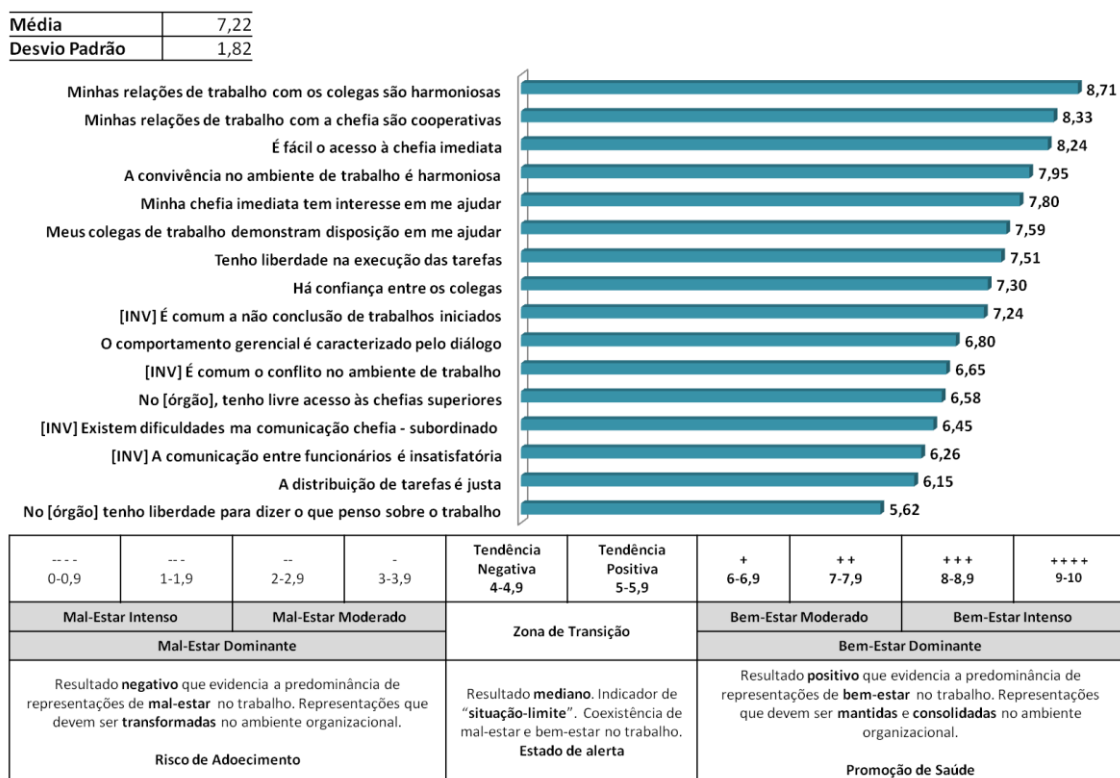 Média 7,22
Desvio Padrão 1,82
Minhas relações de trabalho com os colegas são harmoniosas 8,71
Minhas relações de trabalho com a chefia são cooperativas 8,33
É fácil o acesso à chefia imediata 8,24
A convivência no ambiente de trabalho é harmoniosa 7,95
Minha chefia imediata tem interesse em me ajudar 7,80
Meus colegas de trabalho demonstram disposição em me ajudar 7,59
Tenho liberdade na execução das tarefas 7,51
Há confiança entre os colegas 7,30
[INV] É comum a não conclusão de trabalhos iniciados 7,24
O comportamento gerencial é caracterizado pelo diálogo 6,80
[INV] É comum o conflito no ambiente de trabalho 6,65
No [órgão], tenho livre acesso às chefias superiores 6,58
[INV] Existem dificuldades ma comunicação chefia - subordinado 6,45
[INV] A comunicação entre funcionários é insatisfatória 6,26
A distribuição de tarefas é justa 6,15
No [órgão] tenho liberdade para dizer o que penso sobre o trabalho 5,62
----
0-0,9
---
1-1,9
--
2-2,9
-
3-3,9
Tendência
Negativa
4-4,9
Tendência
Positiva
5-5,9
+
6-6,9
++
7-7,9
+++
8-8,9
++++
9-10
Mal-Estar Intenso
Mal-Estar Moderado
Zona de Transição
Bem-Estar Moderado
Bem-Estar Intenso
Mal-Estar Dominante
Bem-Estar Dominante
Resultado negativo que evidencia a predominância de
representações de mal-estar no trabalho. Representações que
devem ser transformadas no ambiente organizacional.
Risco de Adoecimento
Resultado mediano. Indicador de
“situação-limite”. Coexistência de
mal-estar e bem-estar no trabalho.
Estado de alerta
Resultado positivo que evidencia a predominância de
representações de bem-estar no trabalho. Representações
que devem ser mantidas e consolidadas no ambiente
organizacional.
Promoção de Saúde